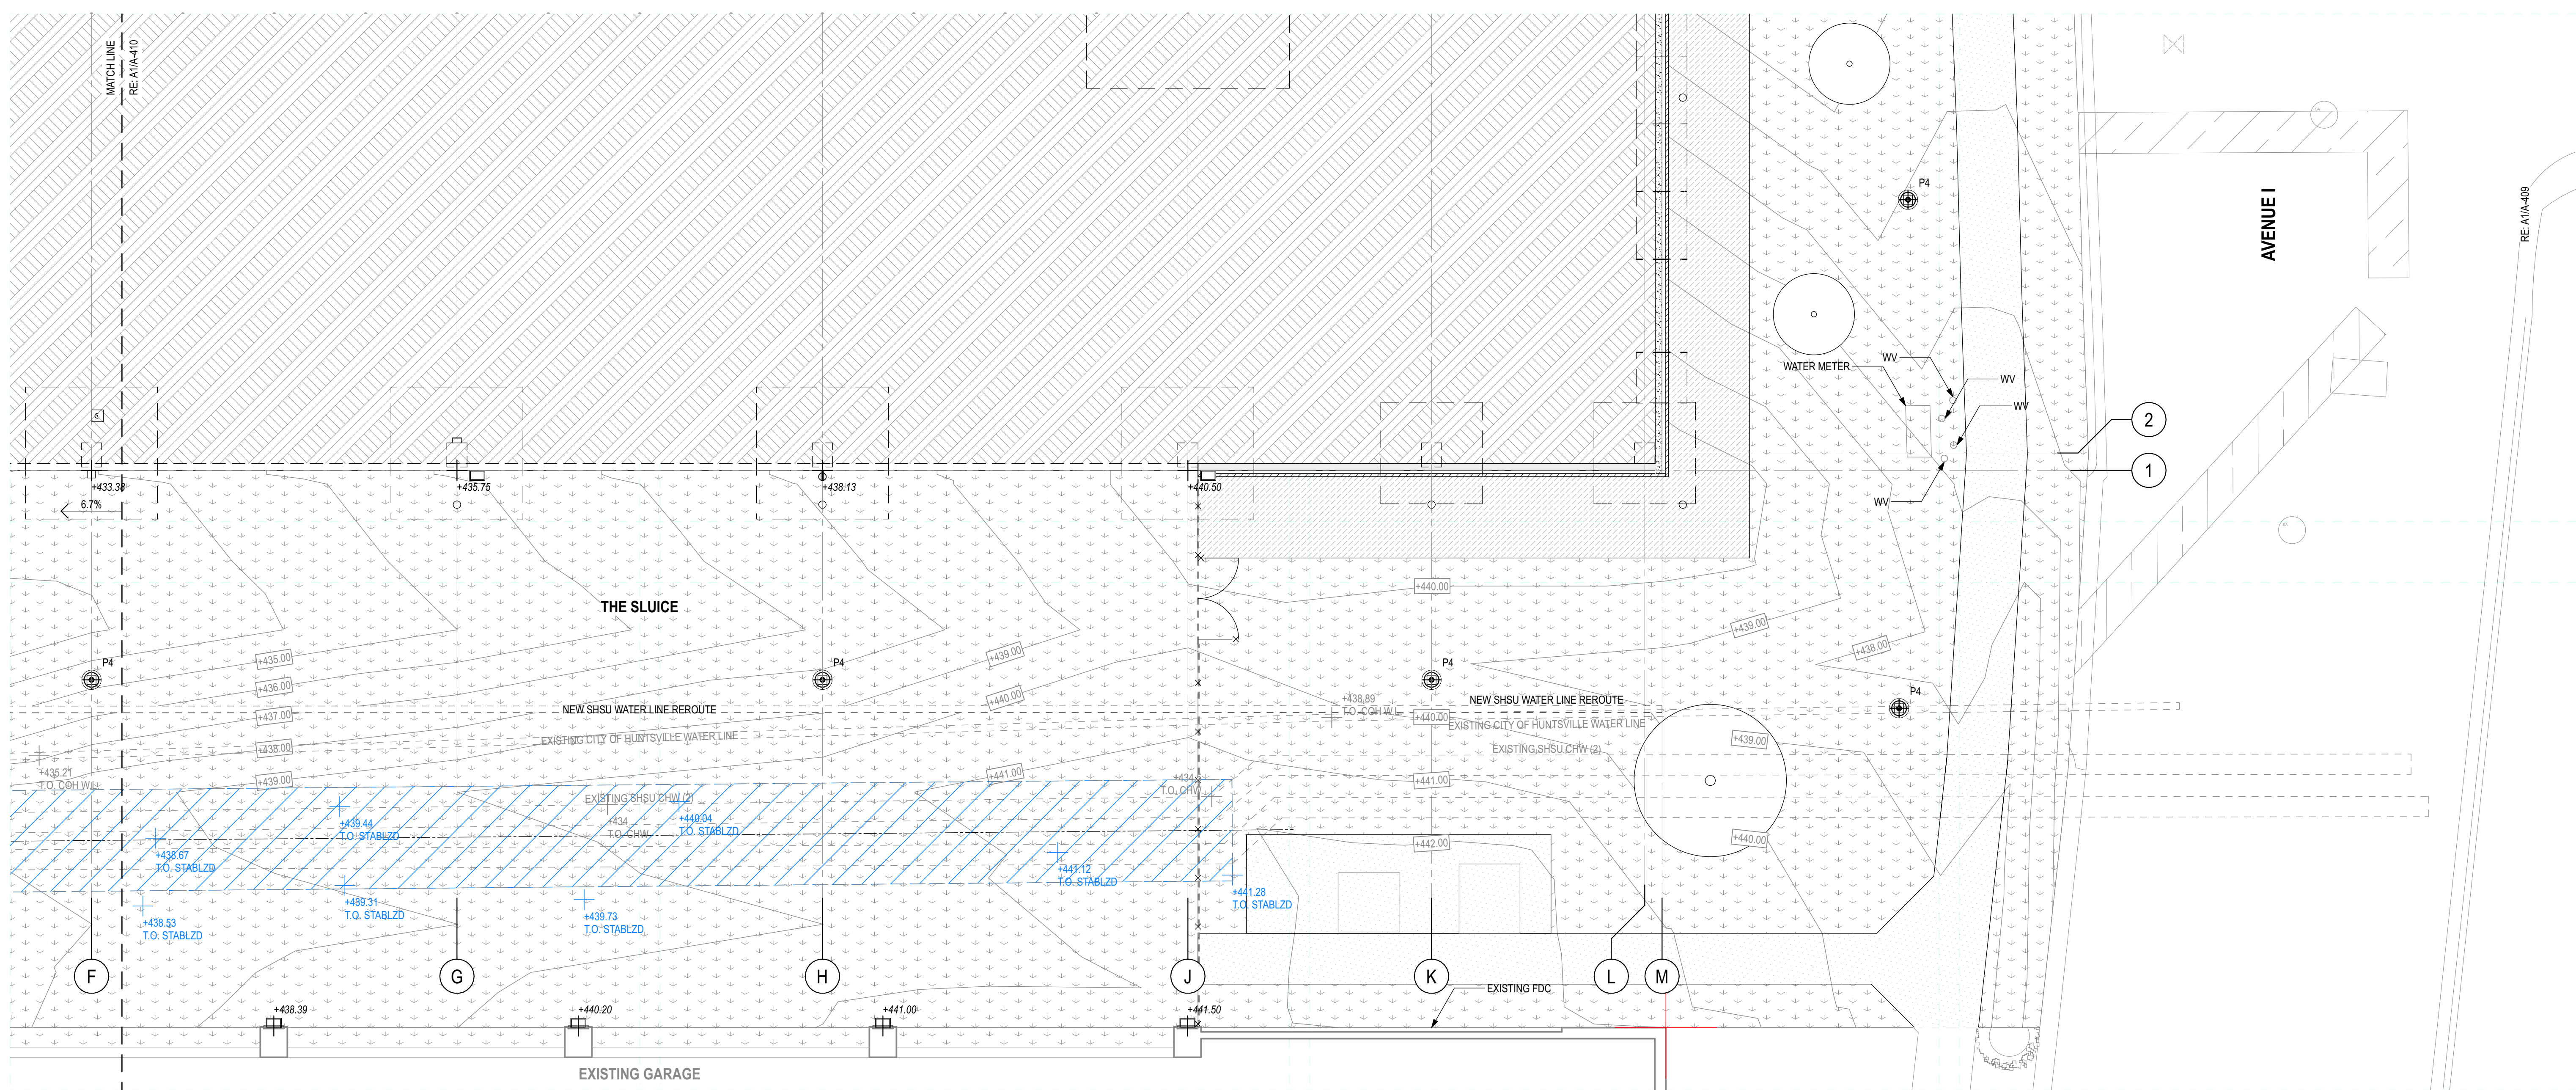 MATCH LINE
RE: A1/A-410
AVENUE I
RE: A1/A-409
P4
WATER METER
WV
WV
WV
WV
2
1
+433.38
6.7%
+435.75
+438.13
+440.50
THE SLUICE
+440.00
+439.00
+438.00
+435.00
+436.00
+437.00
+438.00
+439.00
+439.00
+440.00
+441.00
P4
P4
P4
P4
NEW SHSU WATER LINE REROUTE
NEW SHSU WATER LINE REROUTE
+438.89
T.O. COH W.L.
+440.00
EXISTING CITY OF HUNTSVILLE WATER LINE
EXISTING CITY OF HUNTSVILLE WATER LINE
EXISTING SHSU CHW (2)
+439.00
+435.21
T.O. COH W.L.
+441.00
T.O. CHW
EXISTING SHSU CHW (2)
+434
T.O. CHW
+439.44
T.O. STABLZD
+440.04
T.O. STABLZD
+438.67
T.O. STABLZD
+441.12
T.O. STABLZD
+442.00
+440.00
+439.31
T.O. STABLZD
+441.28
T.O. STABLZD
+438.53
T.O. STABLZD
+439.73
T.O. STABLZD
F
G
H
J
K
L
M
EXISTING FDC
+438.39
+440.20
+441.00
+441.50
EXISTING GARAGE